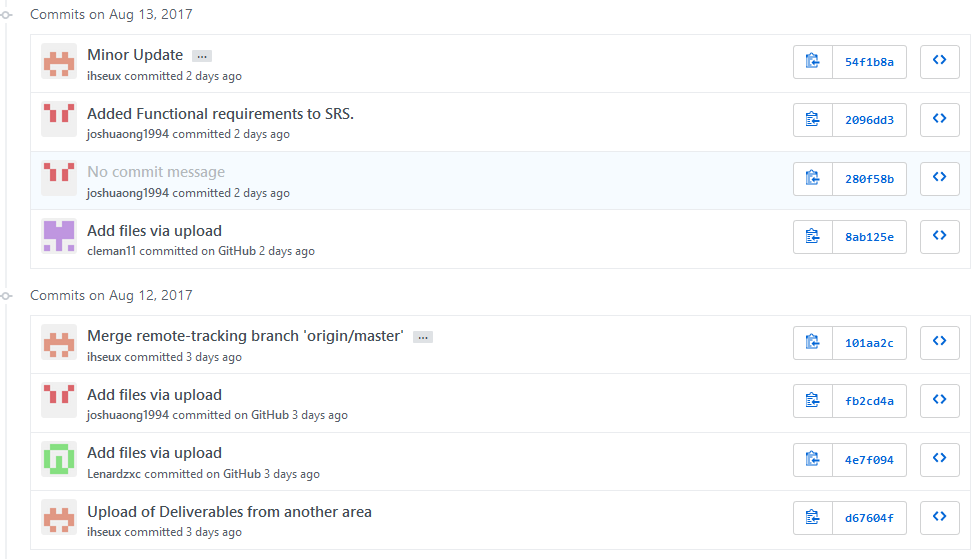 Commits on Aug 13, 2017
Minor Update ...
ihseux committed 2 days ago
54f1b8a
Added Functional requirements to SRS.
joshuaong1994 committed 2 days ago
2096dd3
No commit message
joshuaong1994 committed 2 days ago
280f58b
Add files via upload
cleman11 committed on GitHub 2 days ago
8ab125e
Commits on Aug 12, 2017
Merge remote-tracking branch 'origin/master' ...
ihseux committed 3 days ago
101aa2c
Add files via upload
joshuaong1994 committed on GitHub 3 days ago
fb2cd4a
Add files via upload
Lenardzxc committed on GitHub 3 days ago
4e7f094
Upload of Deliverables from another area
ihseux committed 3 days ago
d67604f